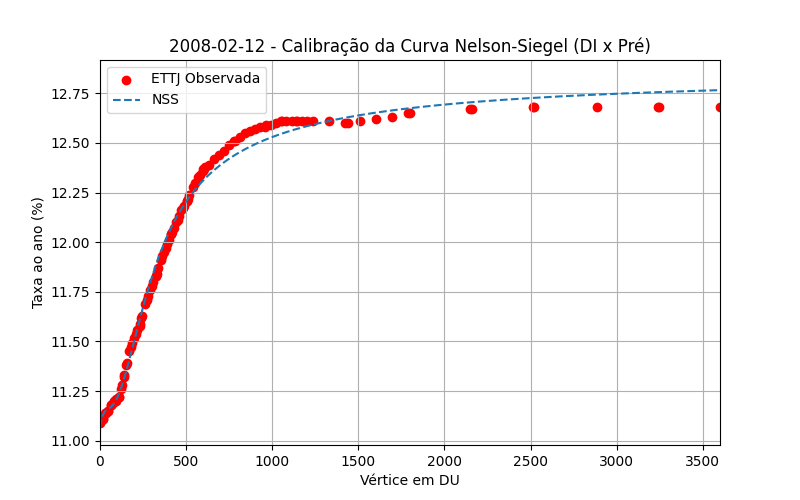 2008-02-12 - Calibração da Curva Nelson-Siegel (DI x Pré)
ETTJ Observada
NSS
Taxa ao ano (%)
12.75
12.50
12.25
12.00
11.75
11.50
11.25
11.00
0 500 1000 1500 2000 2500 3000 3500
Vértice em DU